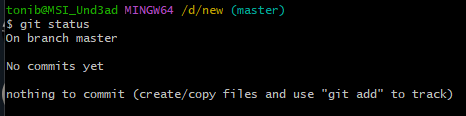 tonib@MSI_Und3ad MINGW64 /d/new (master)
$ git status
On branch master
No commits yet
nothing to commit (create/copy files and use "git add" to track)